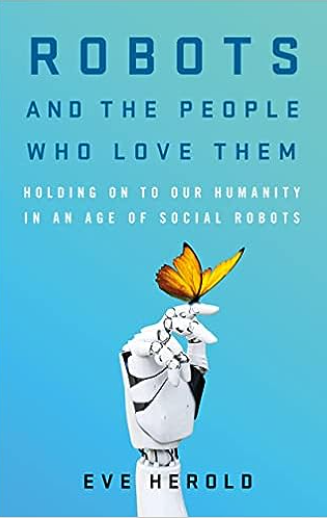 ROBOTS
AND THE PEOPLE
WHO LOVE THEM
HOLDING ON TO OUR HUMANITY
IN AN AGE OF SOCIAL ROBOTS
EVE HEROLD